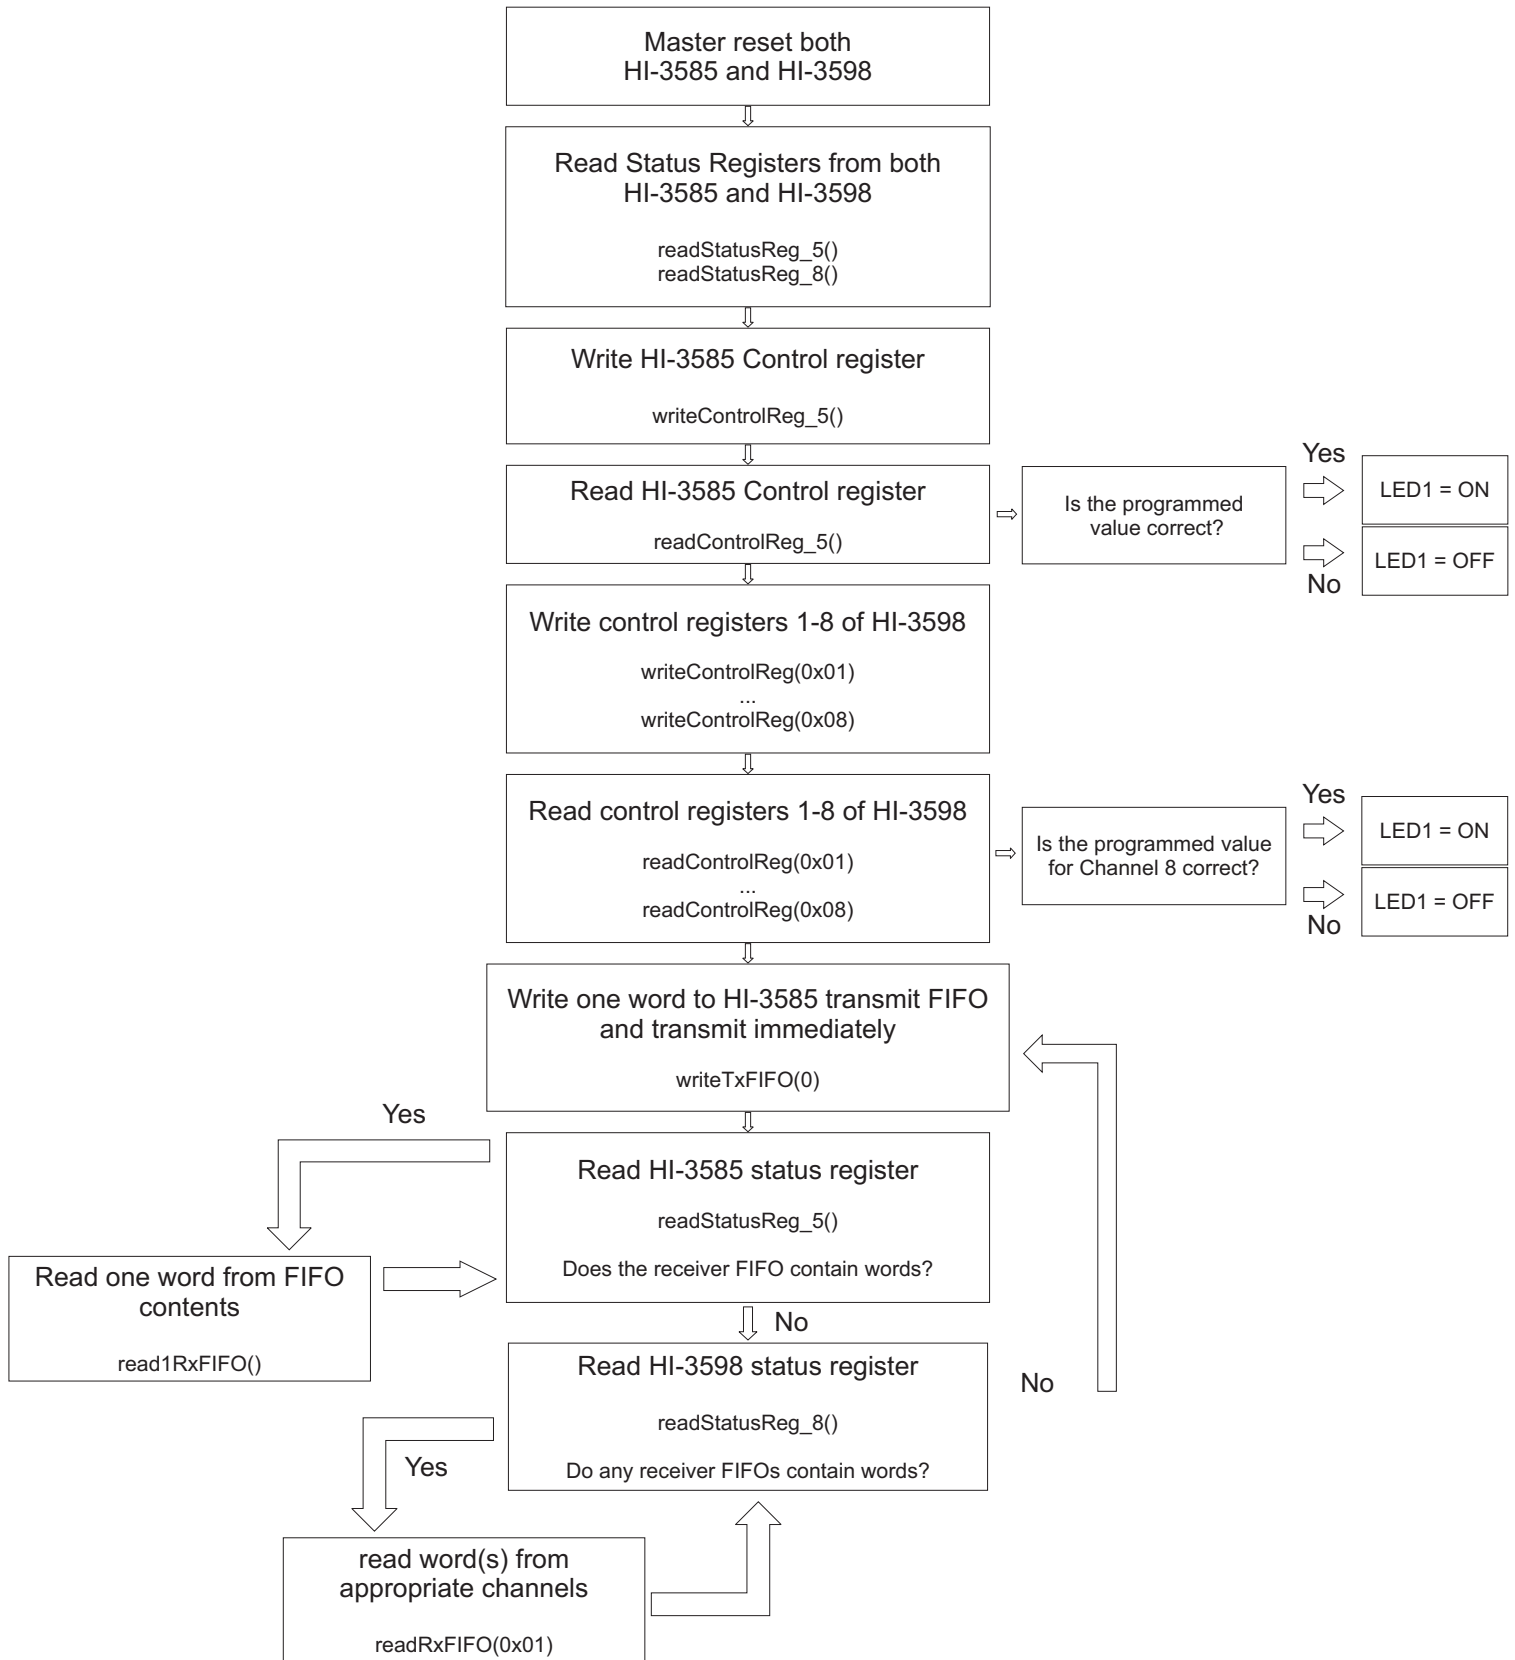 Master reset both
HI-3585 and HI-3598
Read Status Registers from both
HI-3585 and HI-3598
readStatusReg_5()
readStatusReg_8()
Write HI-3585 Control register
writeControlReg_5()
Read HI-3585 Control register
readControlReg_5()
Is the programmed
value correct?
Yes
LED1 = ON
LED1 = OFF
No
Write control registers 1-8 of HI-3598
writeControlReg(0x01)
...
writeControlReg(0x08)
Read control registers 1-8 of HI-3598
readControlReg(0x01)
...
readControlReg(0x08)
Is the programmed value
for Channel 8 correct?
Yes
LED1 = ON
LED1 = OFF
No
Write one word to HI-3585 transmit FIFO
and transmit immediately
writeTxFIFO(0)
Yes
Read HI-3585 status register
readStatusReg_5()
Does the receiver FIFO contain words?
Read one word from FIFO
contents
read1RxFIFO()
No
Read HI-3598 status register
readStatusReg_8()
Do any receiver FIFOs contain words?
No
Yes
read word(s) from
appropriate channels
readRxFIFO(0x01)